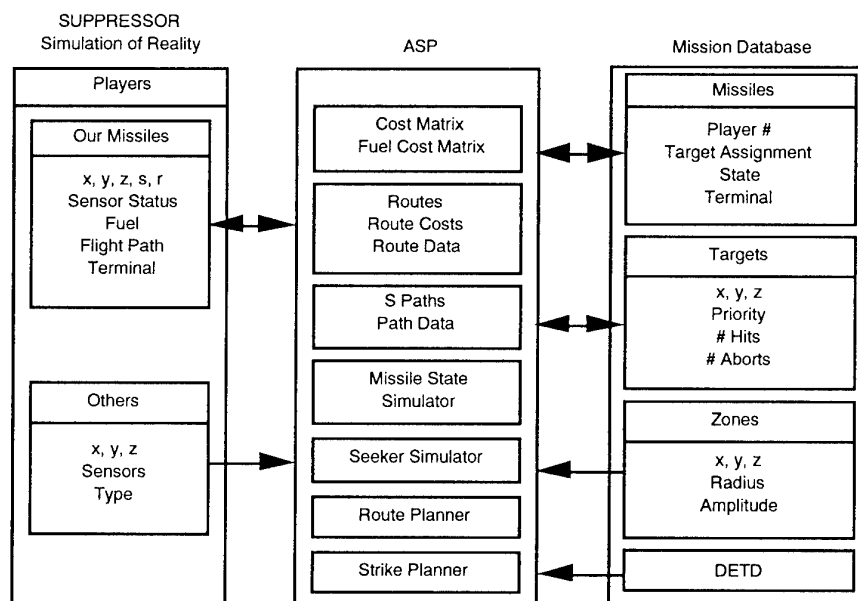 SUPPRESSOR
Simulation of Reality
Players
Our Missiles
x, y, z, s, r
Sensor Status
Fuel
Flight Path
Terminal
Others
x, y, z
Sensors
Type
ASP
Cost Matrix
Fuel Cost Matrix
Routes
Route Costs
Route Data
S Paths
Path Data
Missile State
Simulator
Seeker Simulator
Route Planner
Strike Planner
Mission Database
Missiles
Player #
Target Assignment
State
Terminal
Targets
x, y, z
Priority
# Hits
# Aborts
Zones
x, y, z
Radius
Amplitude
DETD